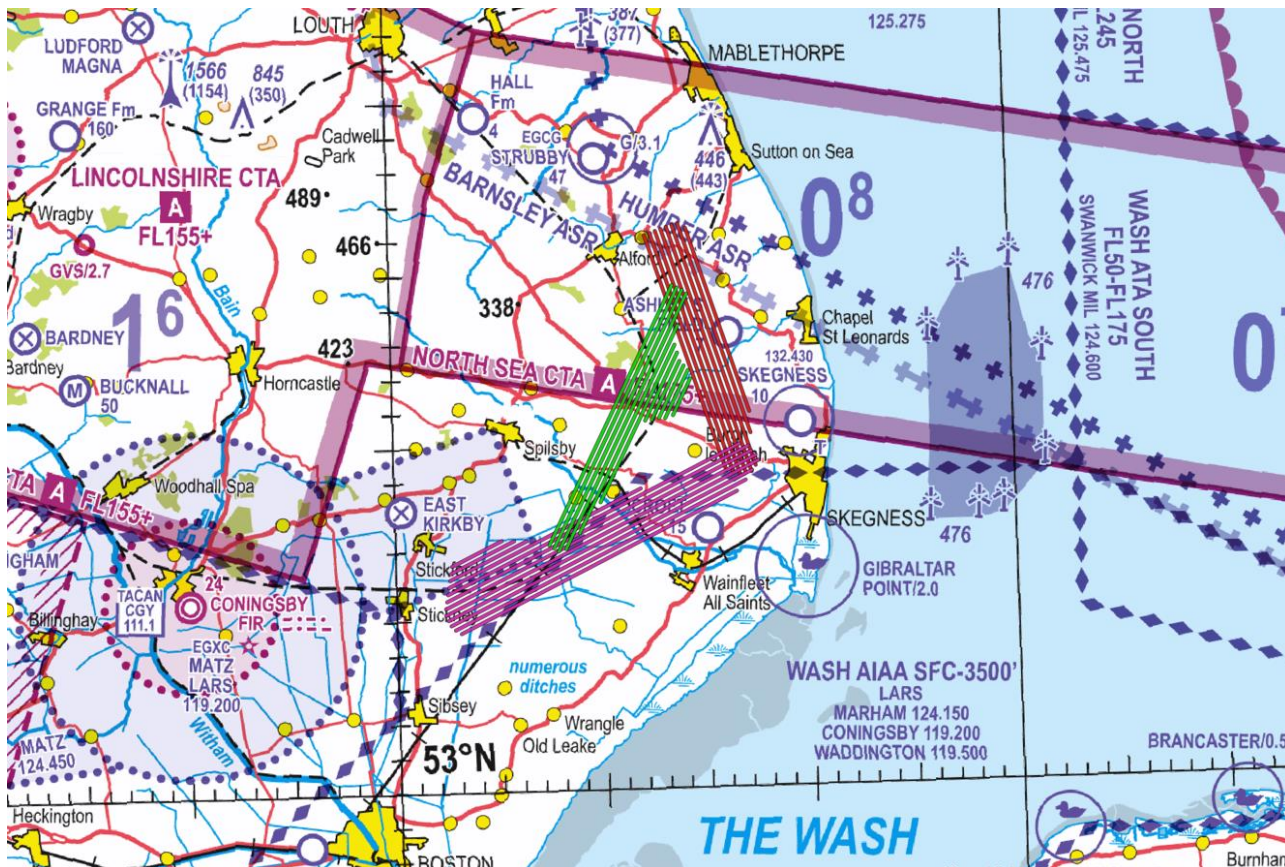 125.275
387
(377)
LOUTH
LUDFORD
MAGNA
1566
(1154)
845
(350)
MABLETHORPE
NORTH
245
MIL 125.475
HALL
Fm
4
GRANGE Fm
160
Cadwell
Park
EGCG
STRUBBY
47
G/3.1
446
(443)
Sutton on Sea
LINCOLNSHIRE CTA
A
FL155+
Wragby
489
BARNSLEY ASR
HUMBER ASR
0⁸
WASH ATA SOUTH
FL50-FL175
SWANWICK MIL 124.600
GVS/2.7
466
Alford
476
Bain
1⁶
338
Chapel
St Leonards
BARDNEY
Bardney
423
0
NORTH SEA CTA
A
132.430
SKEGNESS
10
M
BUCKNALL
50
Horncastle
Spilsby
T
Woodhall Spa
TA
A
FL155+
EAST
KIRKBY
15
SKEGNESS
476
GIBRALTAR
POINT/2.0
Stickford
Wainfleet
All Saints
Stickney
24
TACAN
CGY
111.1
CONINGSBY
FIR
INGHAM
Billinghay
EGXC
MATZ
LARS
119.200
numerous
ditches
WASH AIAA SFC-3500'
LARS
MARHAM 124.150
CONINGSBY 119.200
WADDINGTON 119.500
Sibsey
Wrangle
Old Leake
MATZ
124.450
Witham
53°N
BRANCASTER/0.5
Heckington
BOSTON
THE WASH
Burnham